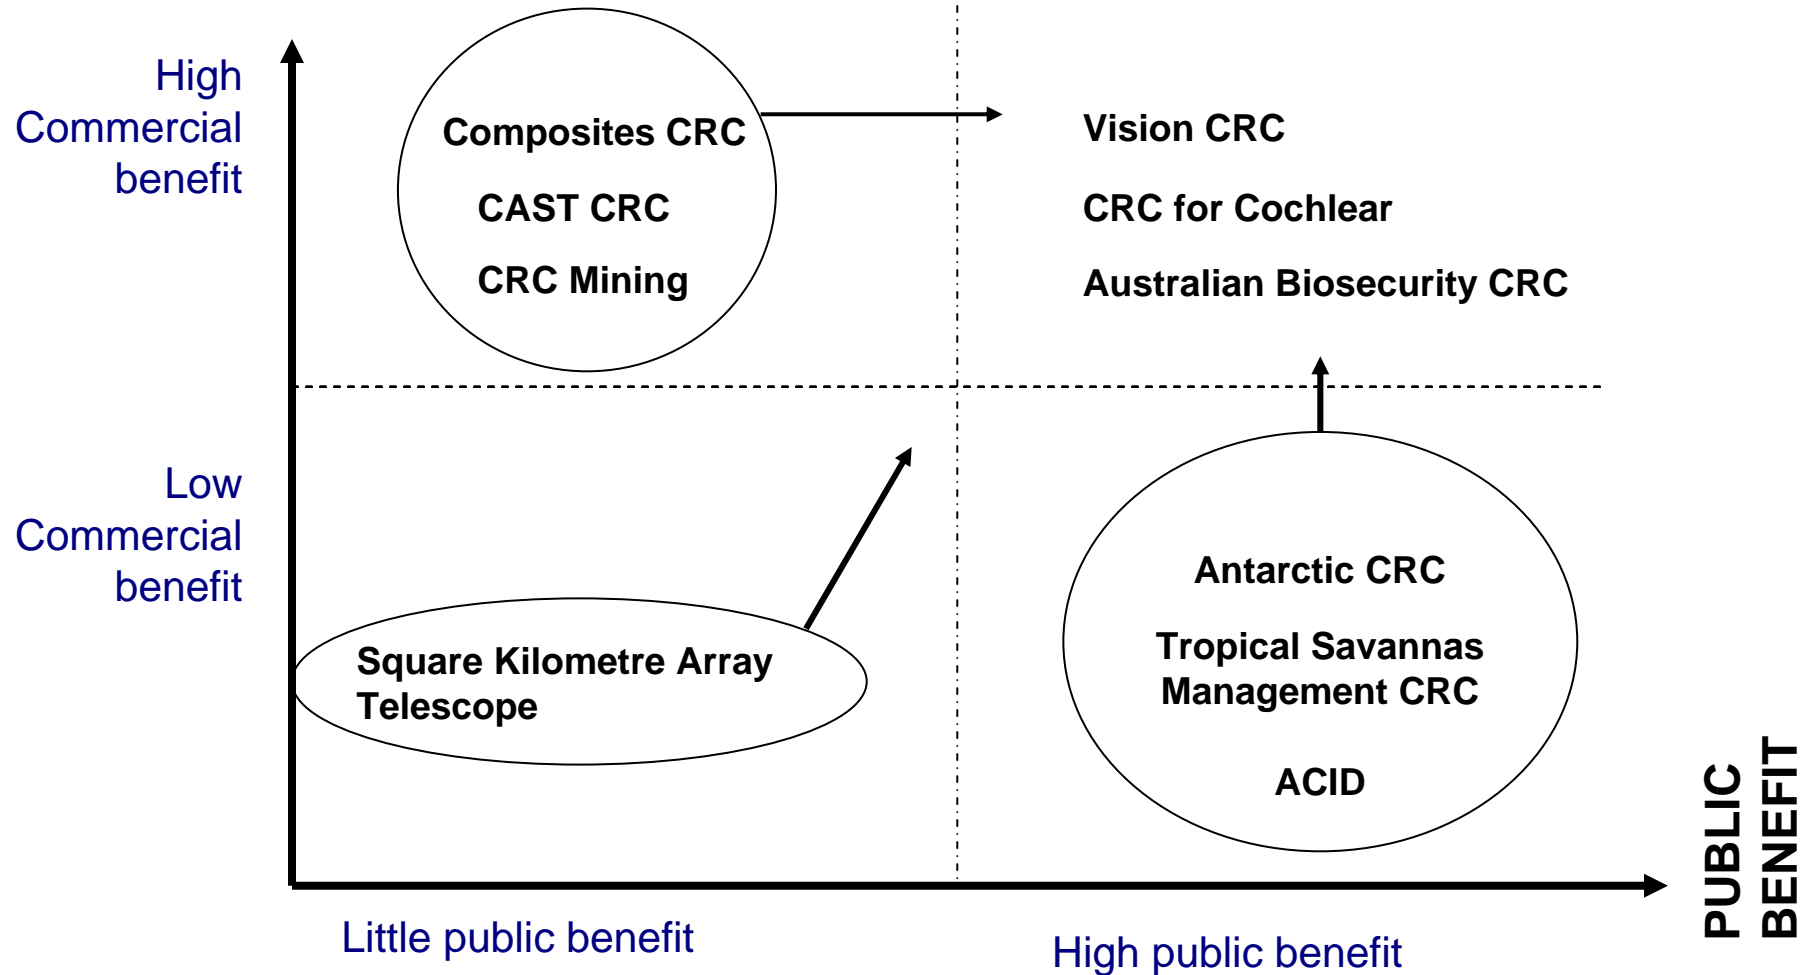 High
Commercial
benefit
Composites CRC
CAST CRC
CRC Mining
Vision CRC
CRC for Cochlear
Australian Biosecurity CRC
Low
Commercial
benefit
Square Kilometre Array
Telescope
Antarctic CRC
Tropical Savannas
Management CRC
ACID
PUBLIC
BENEFIT
Little public benefit
High public benefit